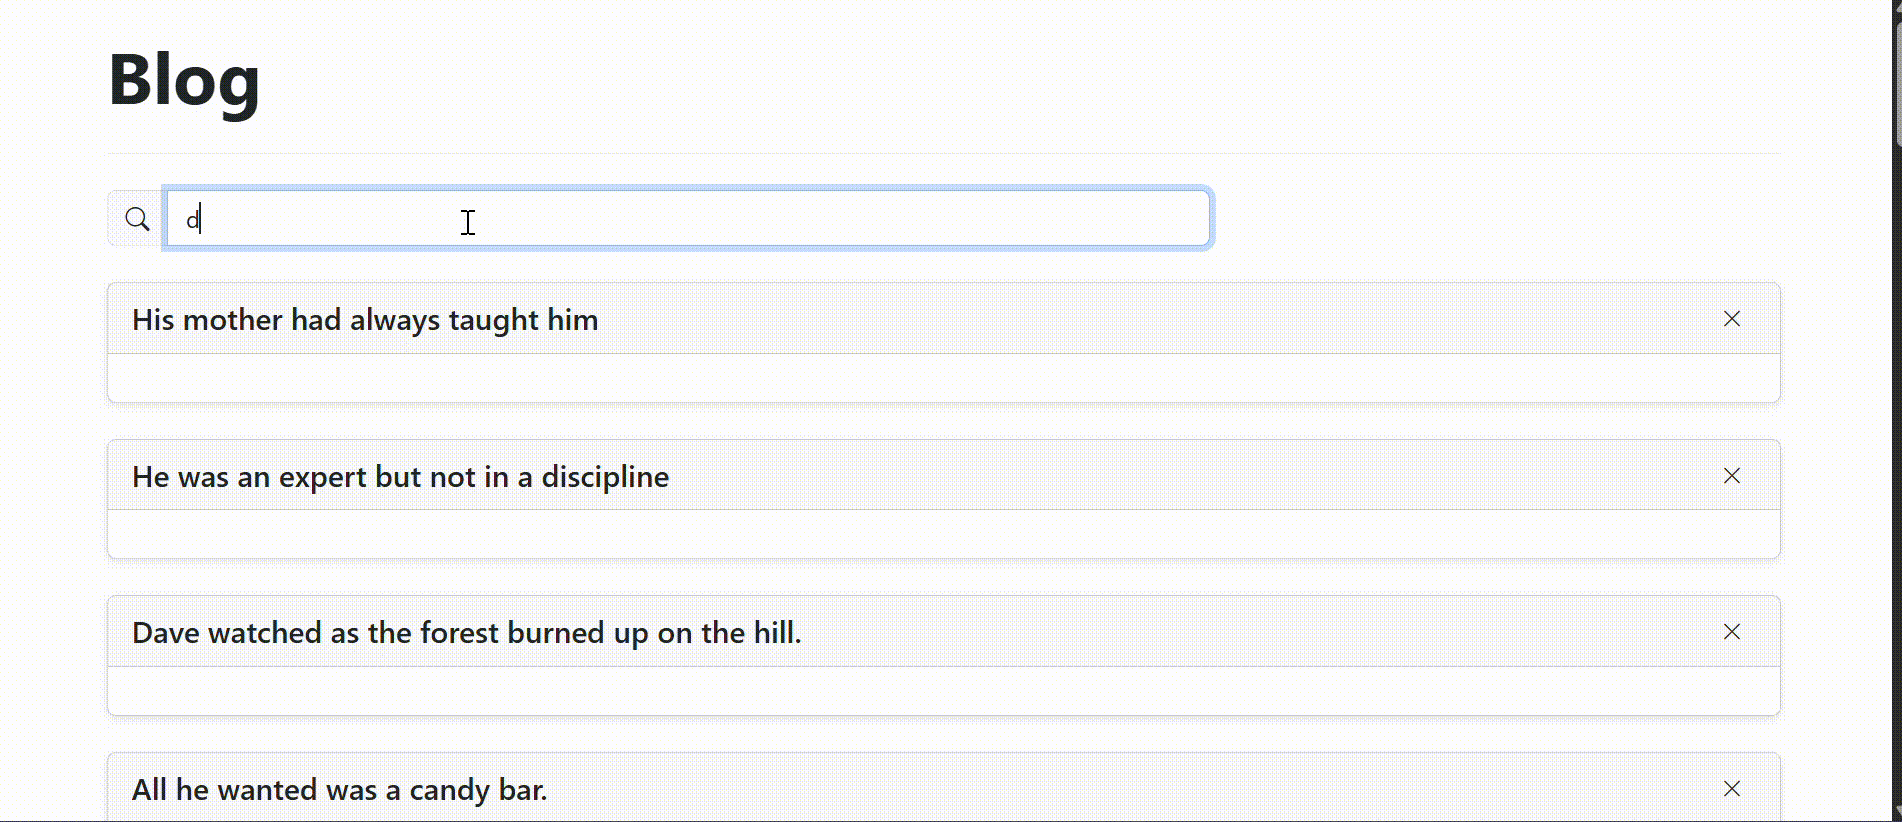 Blog
d
His mother had always taught him
He was an expert but not in a discipline
Dave watched as the forest burned up on the hill.
All he wanted was a candy bar.